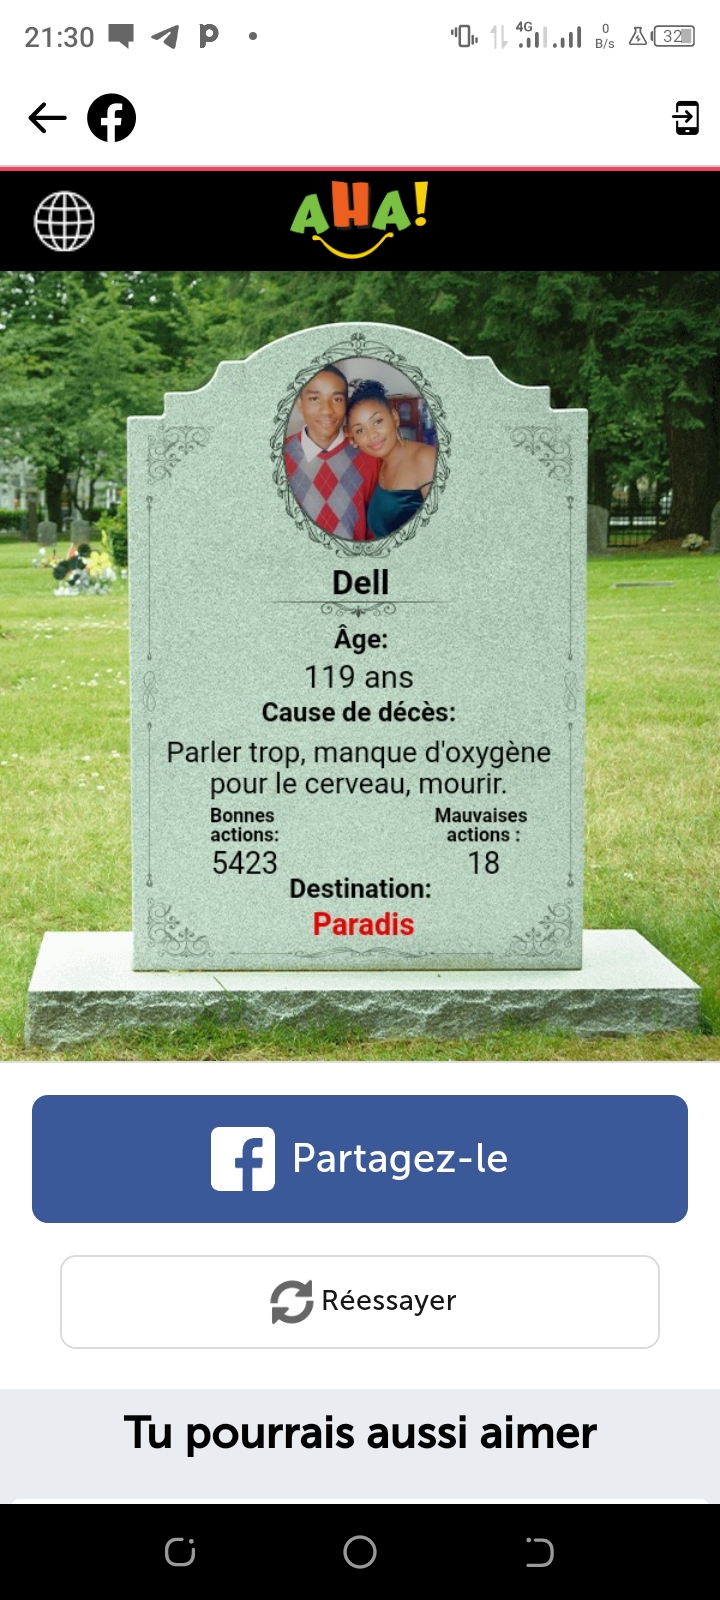 21:30
4G
0
B/s
32
AHA!
Dell
Âge:
119 ans
Cause de décès:
Parler trop, manque d'oxygène
pour le cerveau, mourir.
Bonnes
actions:
5423
Mauvaises
actions :
18
Destination:
Paradis
Partagez-le
Réessayer
Tu pourrais aussi aimer